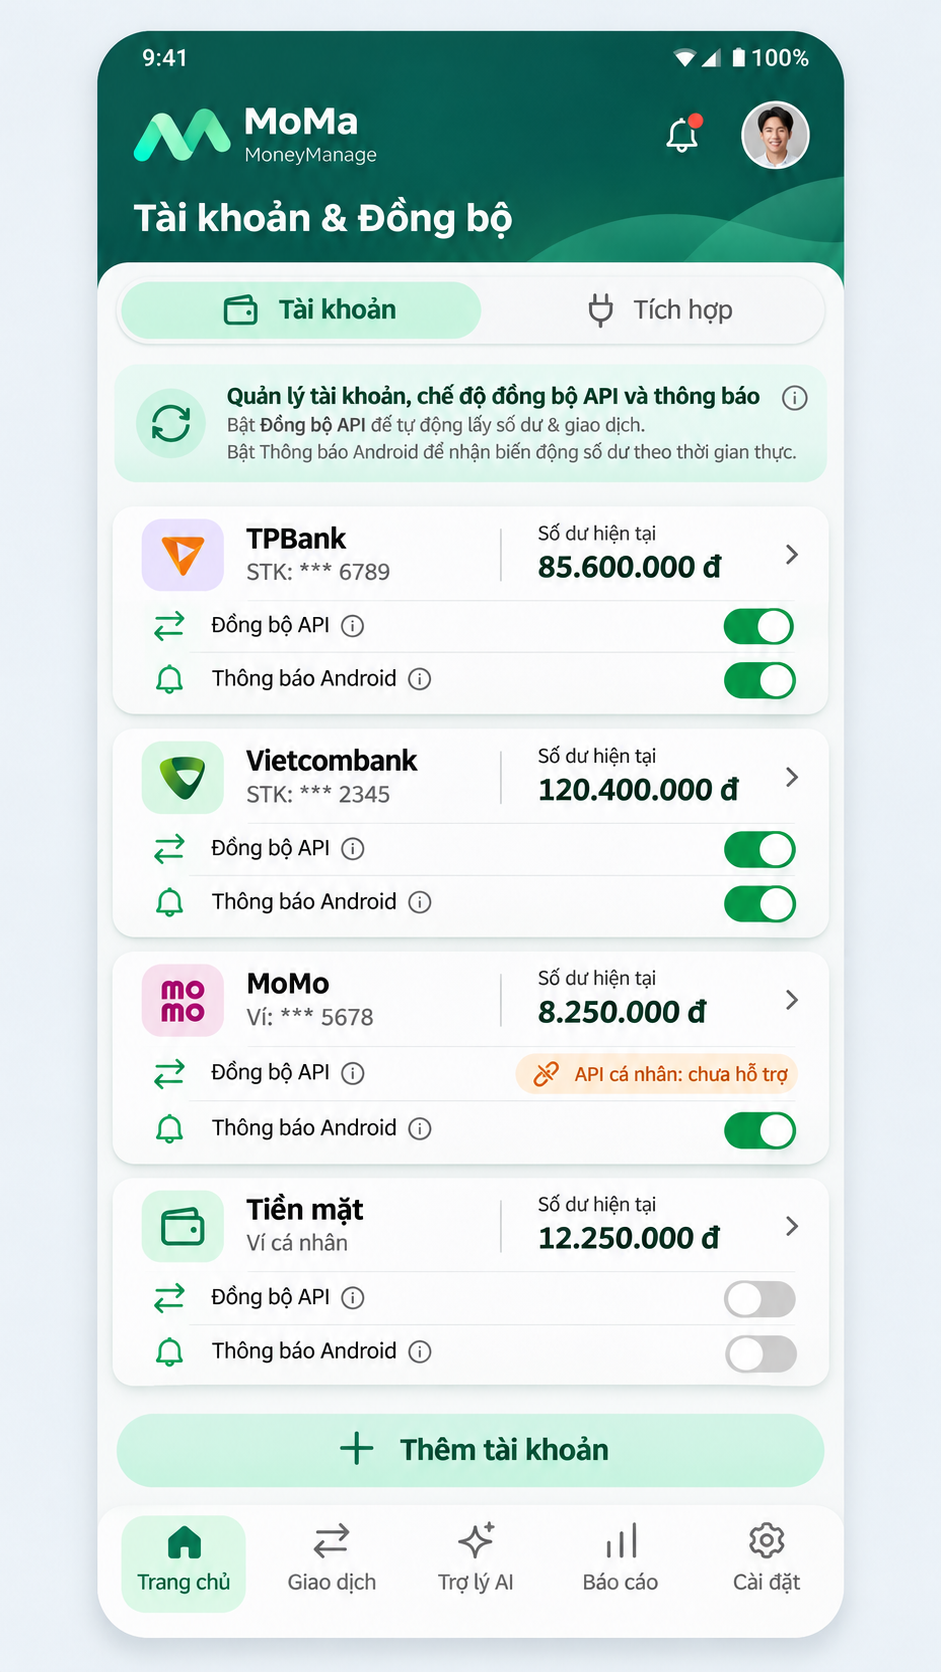 9:41
100%
MoMa
MoneyManage
Tài khoản & Đồng bộ
Tài khoản
Tích hợp
Quản lý tài khoản, chế độ đồng bộ API và thông báo
Bật Đồng bộ API để tự động lấy số dư & giao dịch.
Bật Thông báo Android để nhận biến động số dư theo thời gian thực.
TPBank
STK: *** 6789
Số dư hiện tại
85.600.000 đ
Đồng bộ API
Thông báo Android
Vietcombank
STK: *** 2345
Số dư hiện tại
120.400.000 đ
Đồng bộ API
Thông báo Android
mo
mo
MoMo
Ví: *** 5678
Số dư hiện tại
8.250.000 đ
Đồng bộ API
API cá nhân: chưa hỗ trợ
Thông báo Android
Tiền mặt
Ví cá nhân
Số dư hiện tại
12.250.000 đ
Đồng bộ API
Thông báo Android
Thêm tài khoản
Trang chủ
Giao dịch
Trợ lý AI
Báo cáo
Cài đặt